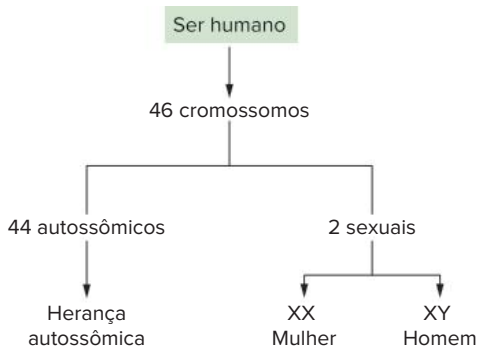 Ser humano
46 cromossomos
44 autossômicos
2 sexuais
Herança
autossômica
XX
Mulher
XY
Homem